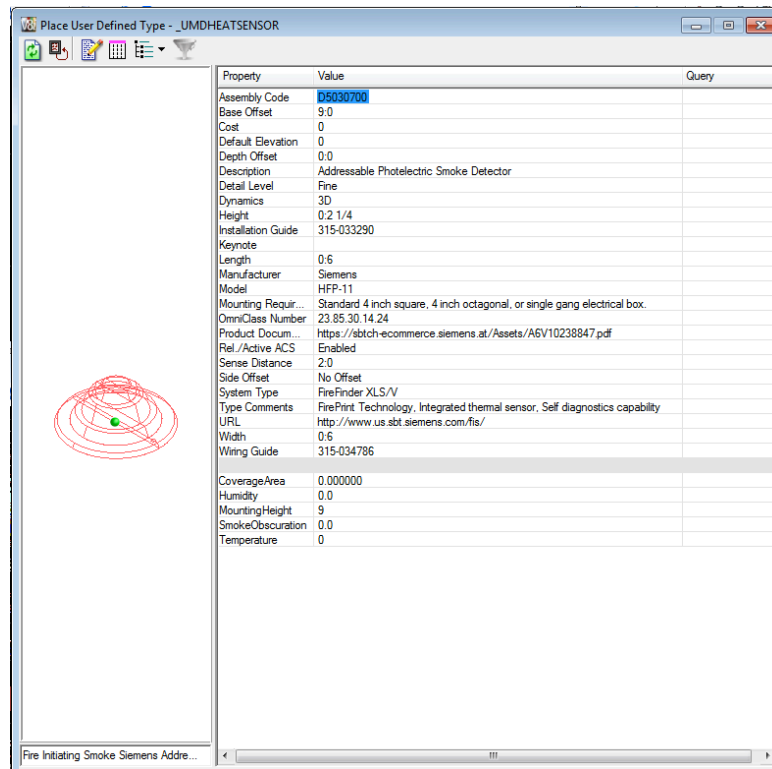 Place User Defined Type - _UMDHEATSENSOR
Property Value Query
Assembly Code D5030700
Base Offset 9:0
Cost 0
Default Elevation 0
Depth Offset 0:0
Description Addressable Photelectric Smoke Detector
Detail Level Fine
Dynamics 3D
Height 0:2 1/4
Installation Guide 315-033290
Keynote
Length 0:6
Manufacturer Siemens
Model HFP-11
Mounting Requir... Standard 4 inch square, 4 inch octagonal, or single gang electrical box.
OmniClass Number 23.85.30.14.24
Product Docum... https://sbtch-ecommerce.siemens.at/Assets/A6V10238847.pdf
Rel./Active ACS Enabled
Sense Distance 2:0
Side Offset No Offset
System Type FireFinder XLS/V
Type Comments FirePrint Technology, Integrated thermal sensor, Self diagnostics capability
URL http://www.us.sbt.siemens.com/fis/
Width 0:6
Wiring Guide 315-034786
CoverageArea 0.000000
Humidity 0.0
MountingHeight 9
SmokeObscuration 0.0
Temperature 0
Fire Initiating Smoke Siemens Addre...